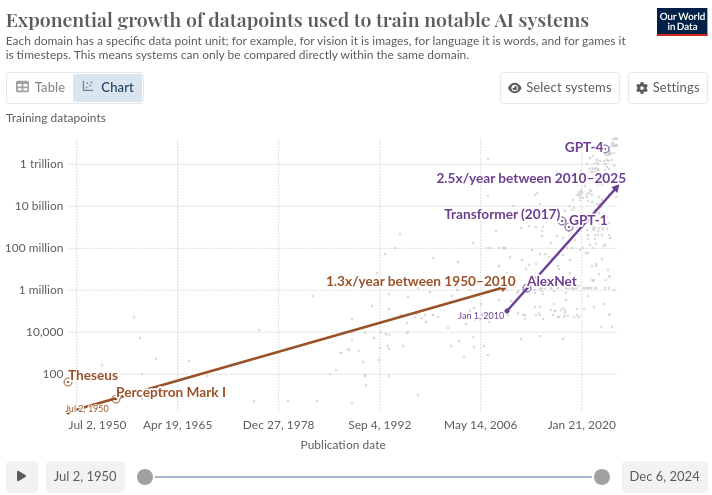 Exponential growth of datapoints used to train notable AI systems
Our World
in Data
Each domain has a specific data point unit; for example, for vision it is images, for language it is words, and for games it
is timesteps. This means systems can only be compared directly within the same domain.
Table
Chart
Select systems
Settings
Training datapoints
GPT-4
1 trillion
2.5x/year between 2010–2025
10 billion
Transformer (2017)
GPT-1
100 million
1.3x/year between 1950–2010
AlexNet
1 million
Jan 1, 2010
10,000
100
Theseus
Perceptron Mark I
Jul 2, 1950
Jul 2, 1950
Apr 19, 1965
Dec 27, 1978
Sep 4, 1992
May 14, 2006
Jan 21, 2020
Publication date
Jul 2, 1950
Dec 6, 2024